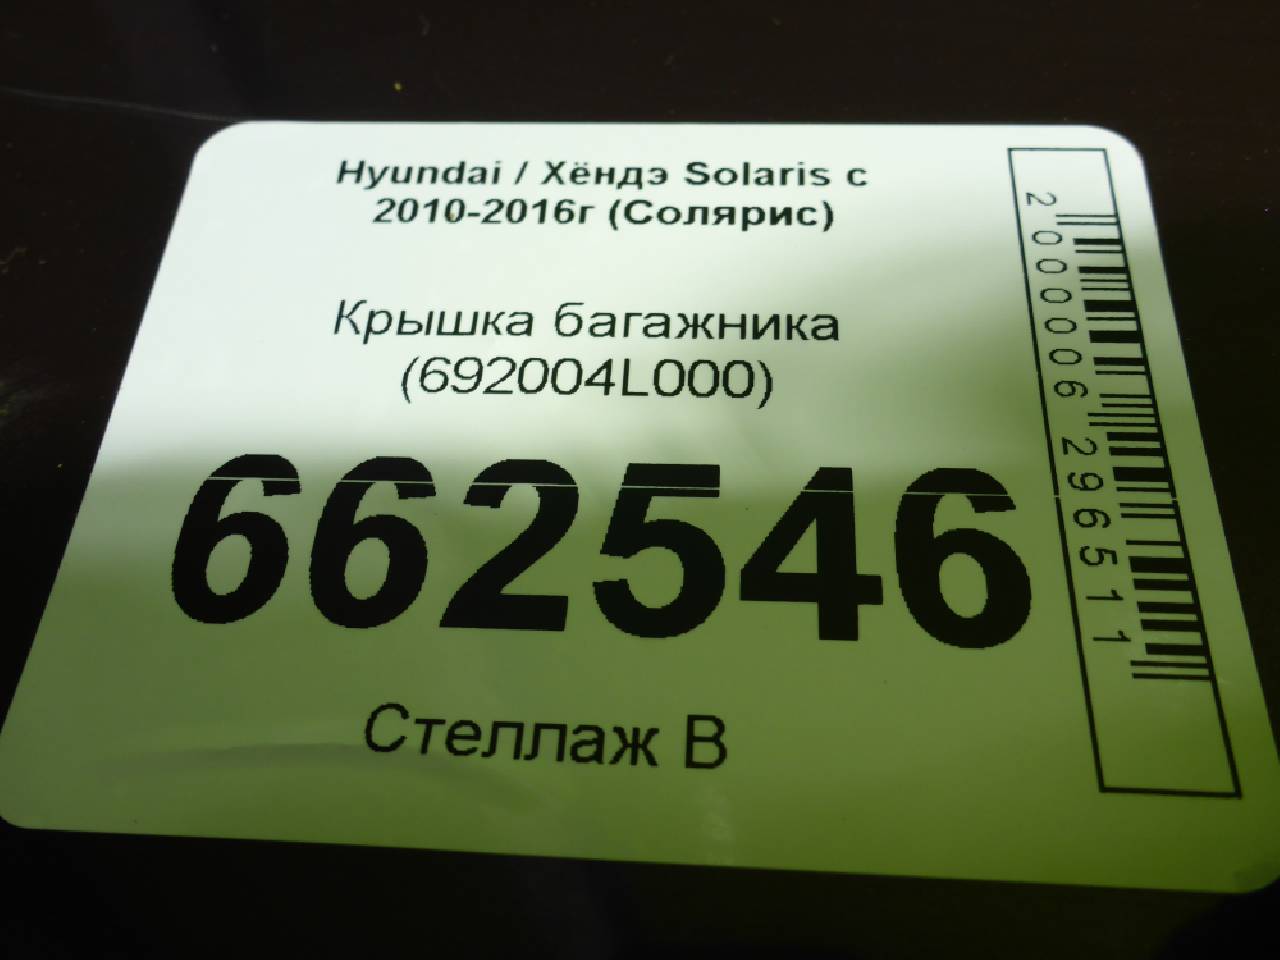 Hyundai / Хёндэ Solaris с
2010-2016г (Солярис)
Крышка багажника
(692004L000)
662546
Стеллаж В
2000006296511